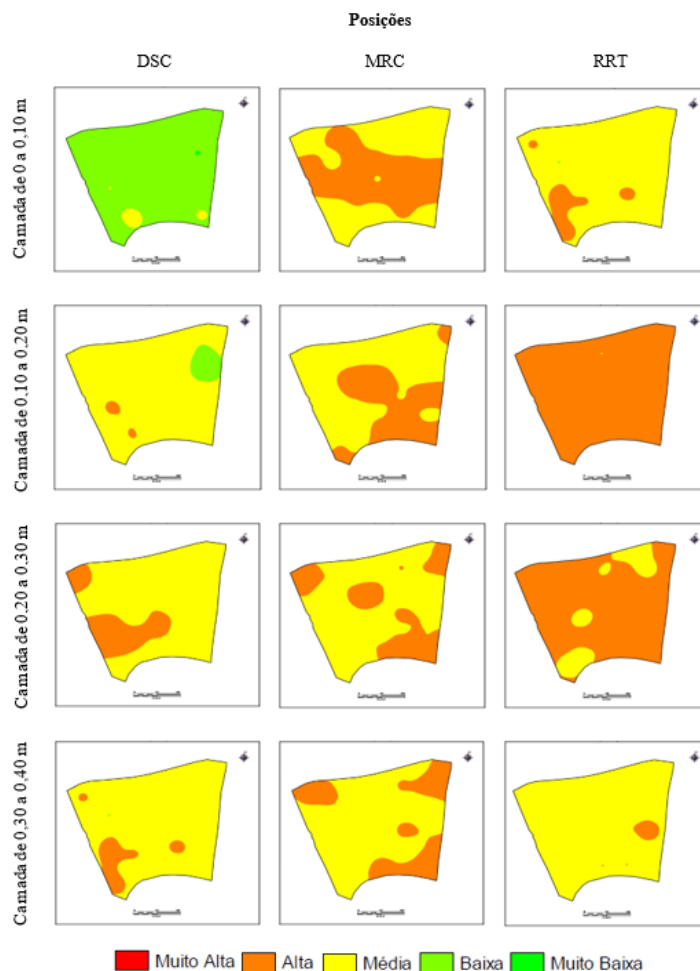 Posições
DSC MRC RRT
Camada de 0 a 0,10 m
Camada de 0,10 a 0,20 m
Camada de 0,20 a 0,30 m
Camada de 0,30 a 0,40 m
Muito Alta Alta Média Baixa Muito Baixa